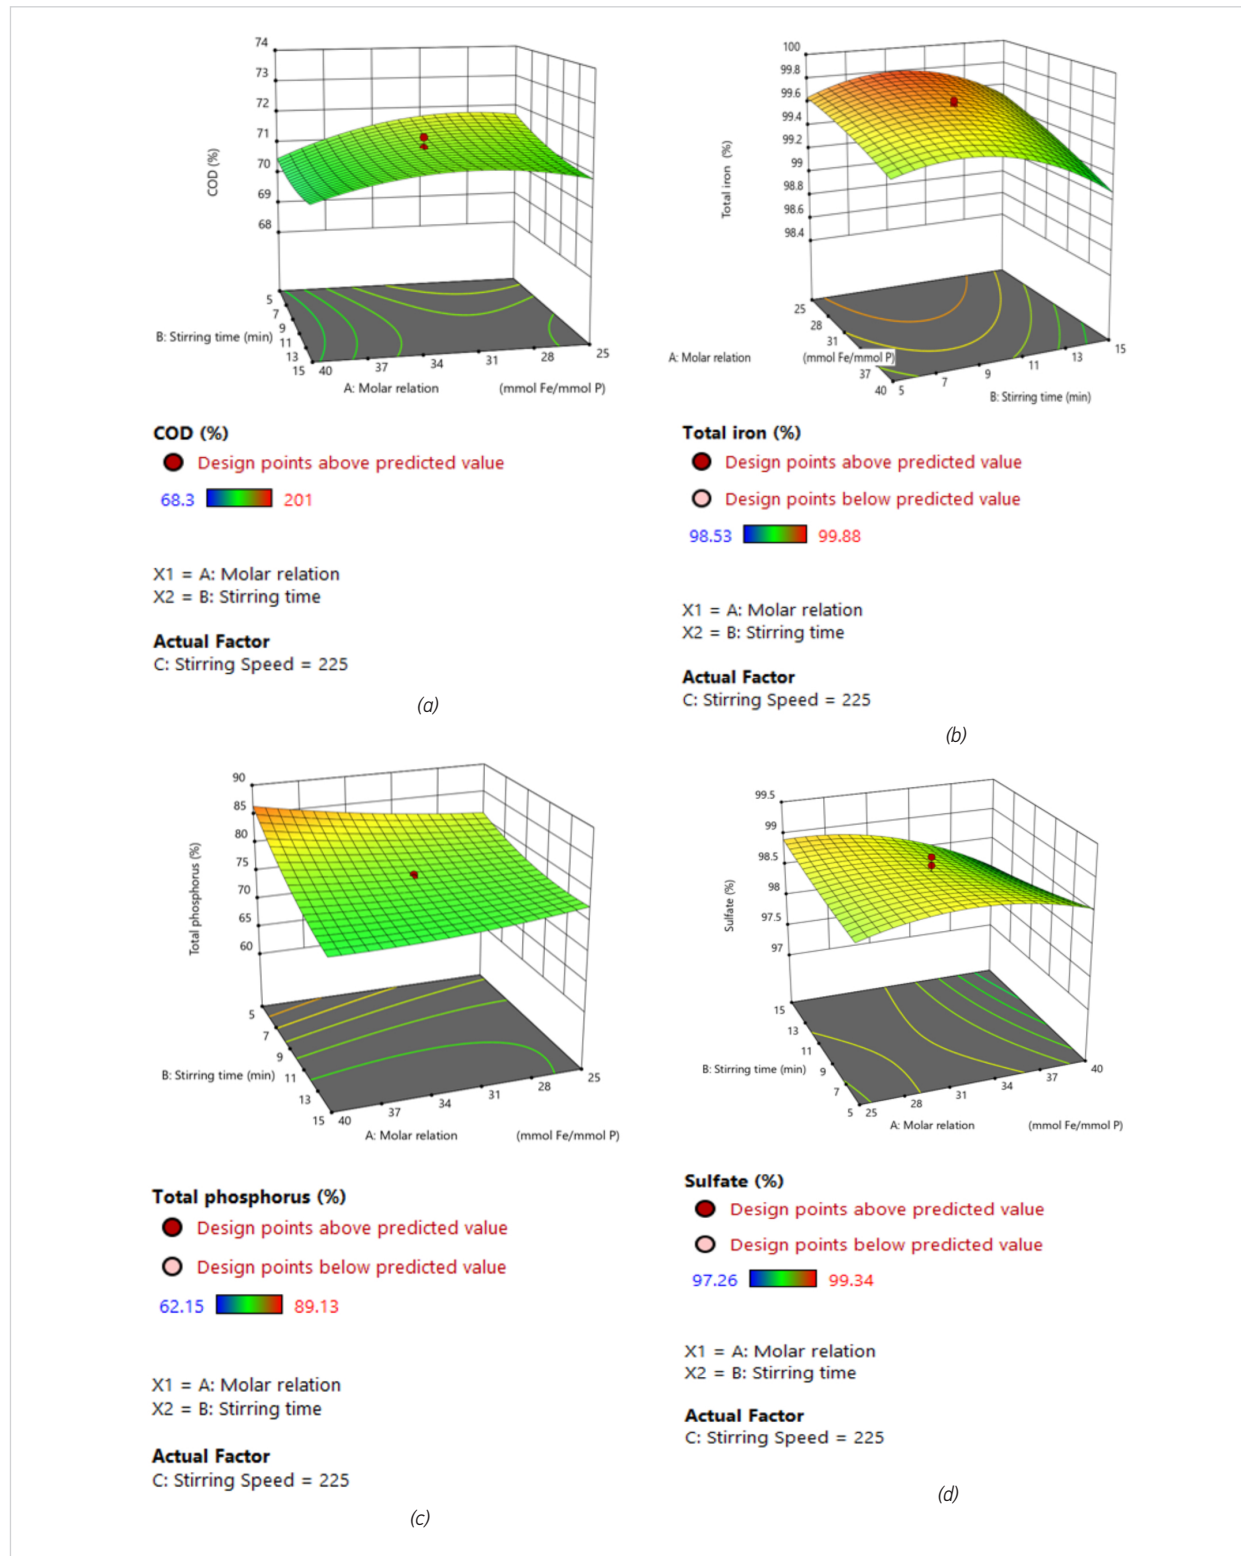 74
73
72
71
70
69
68
COD (%)
5
7
9
11
13
15
B: Stirring time (min)
40
37
34
31
28
25
A: Molar relation (mmol Fe/mmol P)
COD (%)
Design points above predicted value
68.3 201
X1 = A: Molar relation
X2 = B: Stirring time
Actual Factor
C: Stirring Speed = 225
(a)
100
99.8
99.6
99.4
99.2
99
98.8
98.6
98.4
Total iron (%)
25
28
31
37
40
A: Molar relation (mmol Fe/mmol P)
5
7
9
11
13
15
B: Stirring time (min)
Total iron (%)
Design points above predicted value
Design points below predicted value
98.53 99.88
X1 = A: Molar relation
X2 = B: Stirring time
Actual Factor
C: Stirring Speed = 225
(b)
90
85
80
75
70
65
60
Total phosphorus (%)
5
7
9
11
13
15
B: Stirring time (min)
40
37
34
31
28
25
A: Molar relation (mmol Fe/mmol P)
Total phosphorus (%)
Design points above predicted value
Design points below predicted value
62.15 89.13
X1 = A: Molar relation
X2 = B: Stirring time
Actual Factor
C: Stirring Speed = 225
(c)
99.5
99
98.5
98
97.5
97
Sulfate (%)
15
13
11
9
7
5
B: Stirring time (min)
25
28
31
34
37
40
A: Molar relation (mmol Fe/mmol P)
Sulfate (%)
Design points above predicted value
Design points below predicted value
97.26 99.34
X1 = A: Molar relation
X2 = B: Stirring time
Actual Factor
C: Stirring Speed = 225
(d)